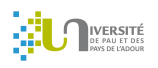 UNIVERSITÉ
DE PAU ET DES
PAYS DE L'ADOUR